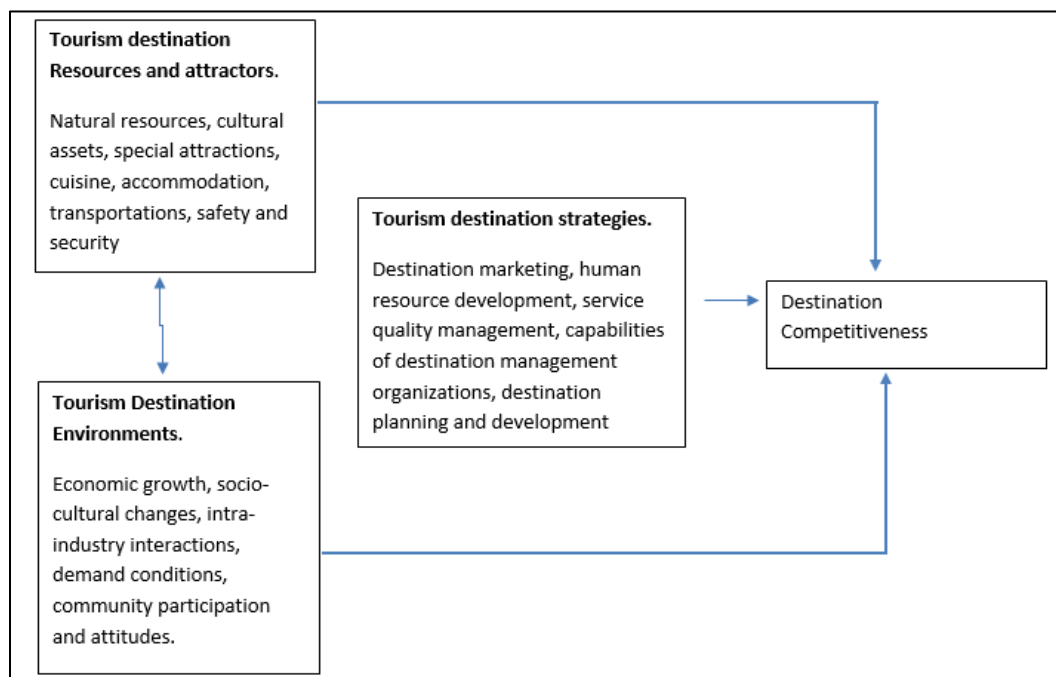 Tourism destination
Resources and attractors.
Natural resources, cultural
assets, special attractions,
cuisine, accommodation,
transportations, safety and
security
Tourism destination strategies.
Destination marketing, human
resource development, service
quality management, capabilities
of destination management
organizations, destination
planning and development
Destination
Competitiveness
Tourism Destination
Environments.
Economic growth, socio-
cultural changes, intra-
industry interactions,
demand conditions,
community participation
and attitudes.